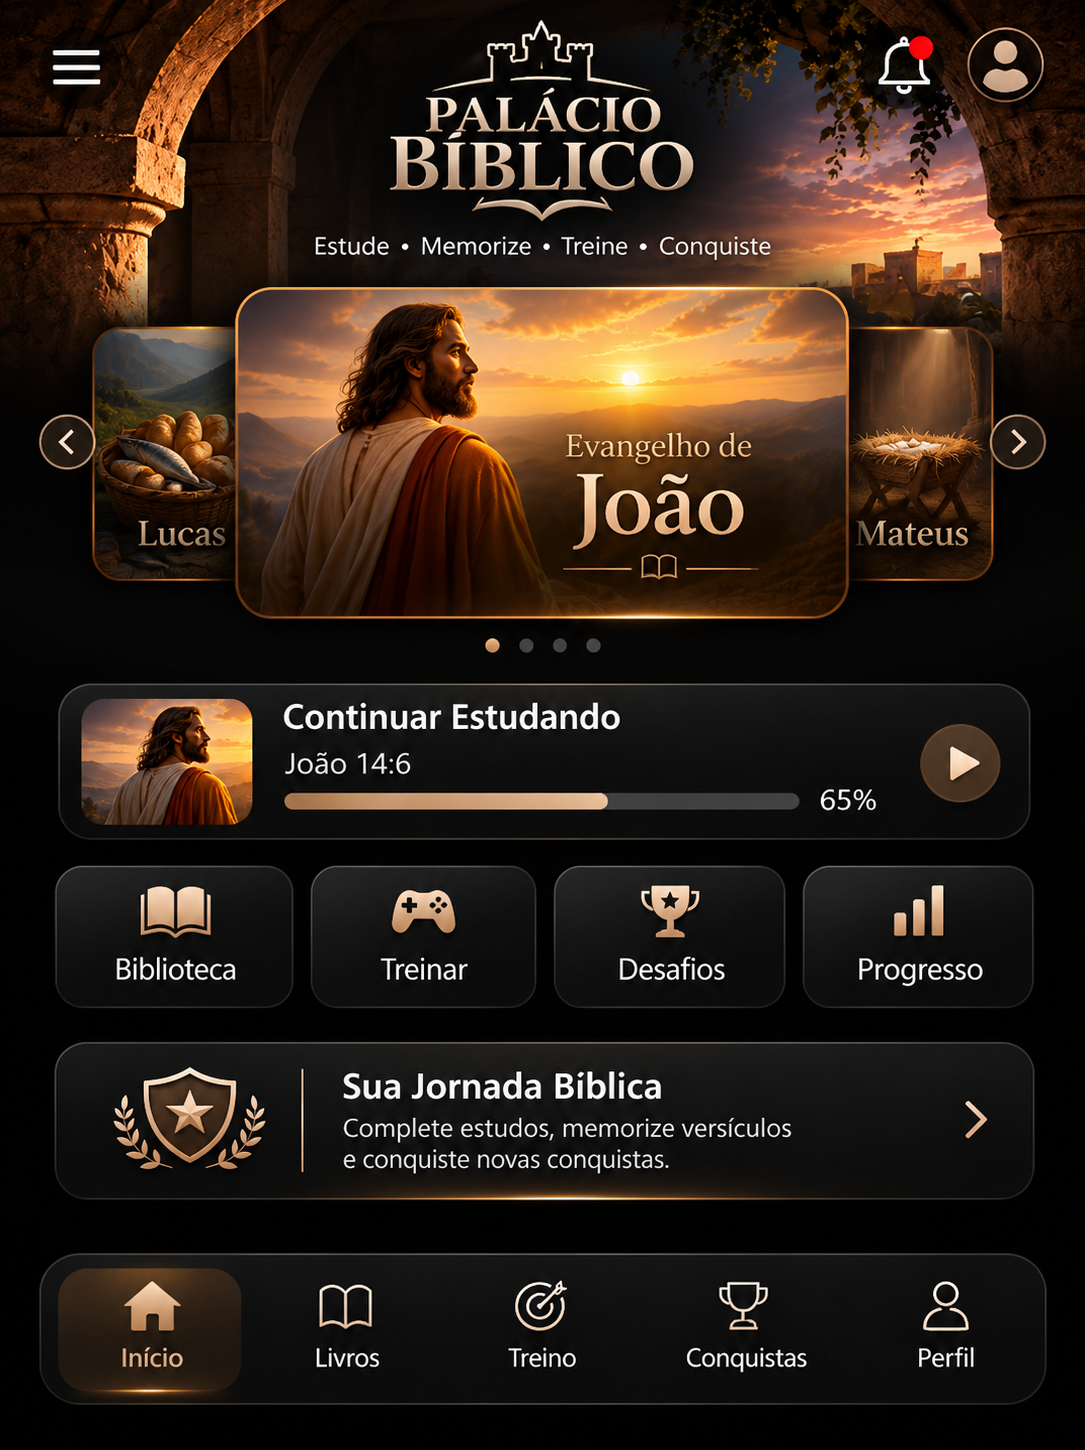 PALÁCIO
BÍBLICO
Estude • Memorize • Treine • Conquiste
Evangelho de
João
Lucas
Mateus
Continuar Estudando
João 14:6
65%
Biblioteca
Treinar
Desafios
Progresso
Sua Jornada Bíblica
Complete estudos, memorize versículos
e conquiste novas conquistas.
Início
Livros
Treino
Conquistas
Perfil